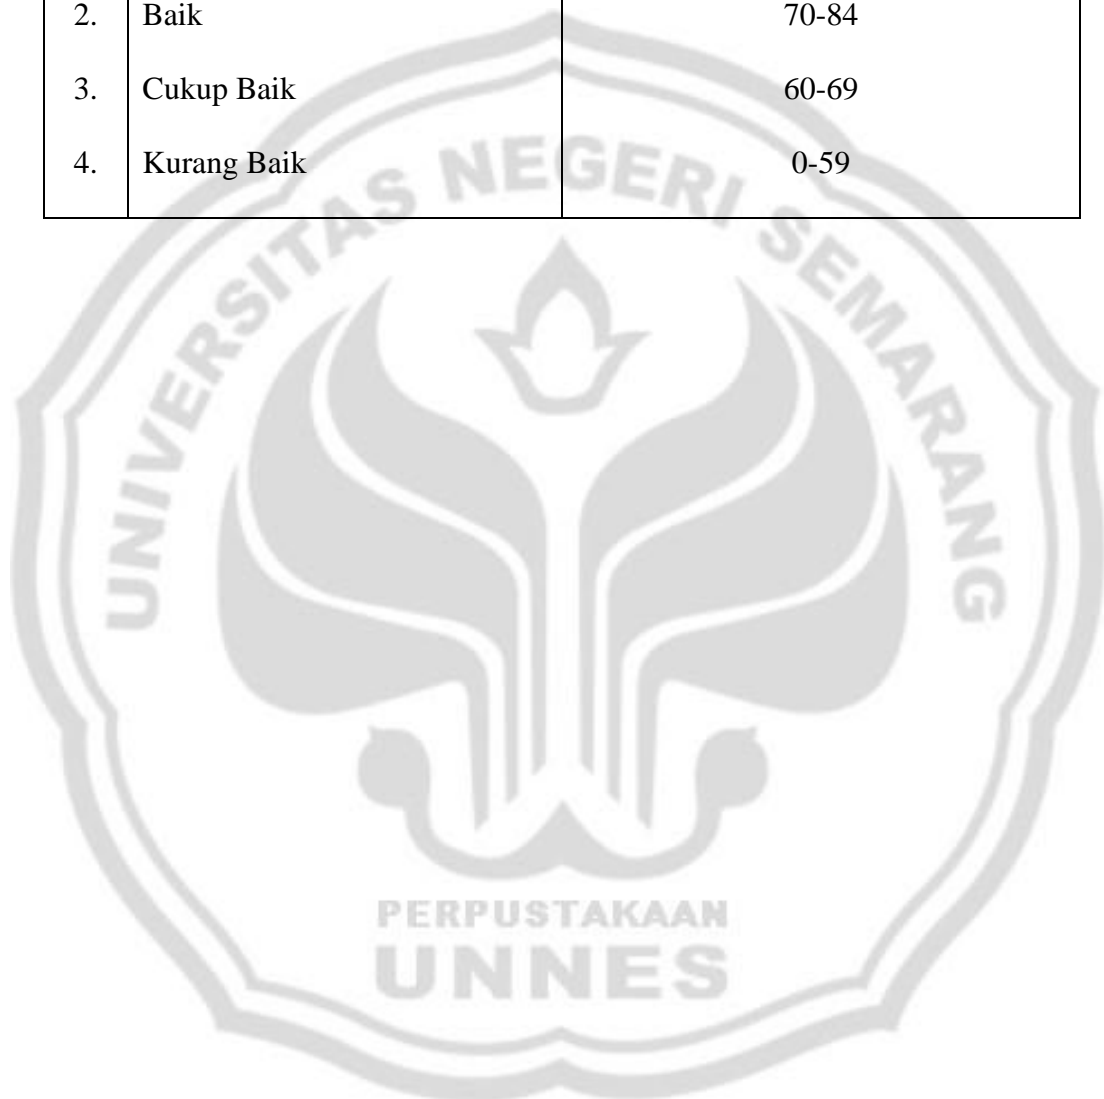 2. Baik 70-84
3. Cukup Baik 60-69
4. Kurang Baik 0-59
UNIVERSITAS NEGERI SEMARANG
PERPUSTAKAAN
UNNES